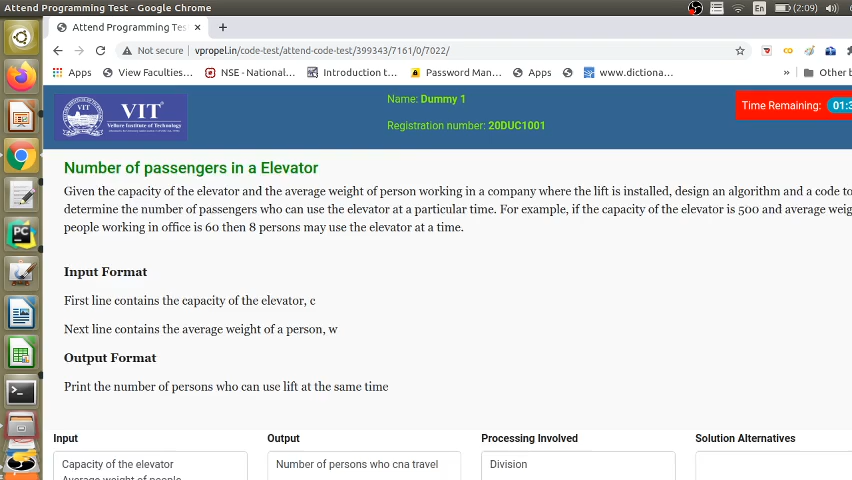 Attend Programming Test - Google Chrome
En
(2:09)
Attend Programming Tes
Not secure | vpropel.in/code-test/attend-code-test/399343/7161/0/7022/
Apps View Faculties... NSE - National... Introduction t... Password Man... Apps www.dictiona... » Other b
VIT
VIT
Vellore Institute of Technology
Name: Dummy 1
Registration number: 20DUC1001
Time Remaining: 01:3
Number of passengers in a Elevator
Given the capacity of the elevator and the average weight of person working in a company where the lift is installed, design an algorithm and a code to
determine the number of passengers who can use the elevator at a particular time. For example, if the capacity of the elevator is 500 and average weig
people working in office is 60 then 8 persons may use the elevator at a time.
Input Format
First line contains the capacity of the elevator, c
Next line contains the average weight of a person, w
Output Format
Print the number of persons who can use lift at the same time
Input Output Processing Involved Solution Alternatives
Capacity of the elevator Number of persons who cna travel Division
Average weight of people